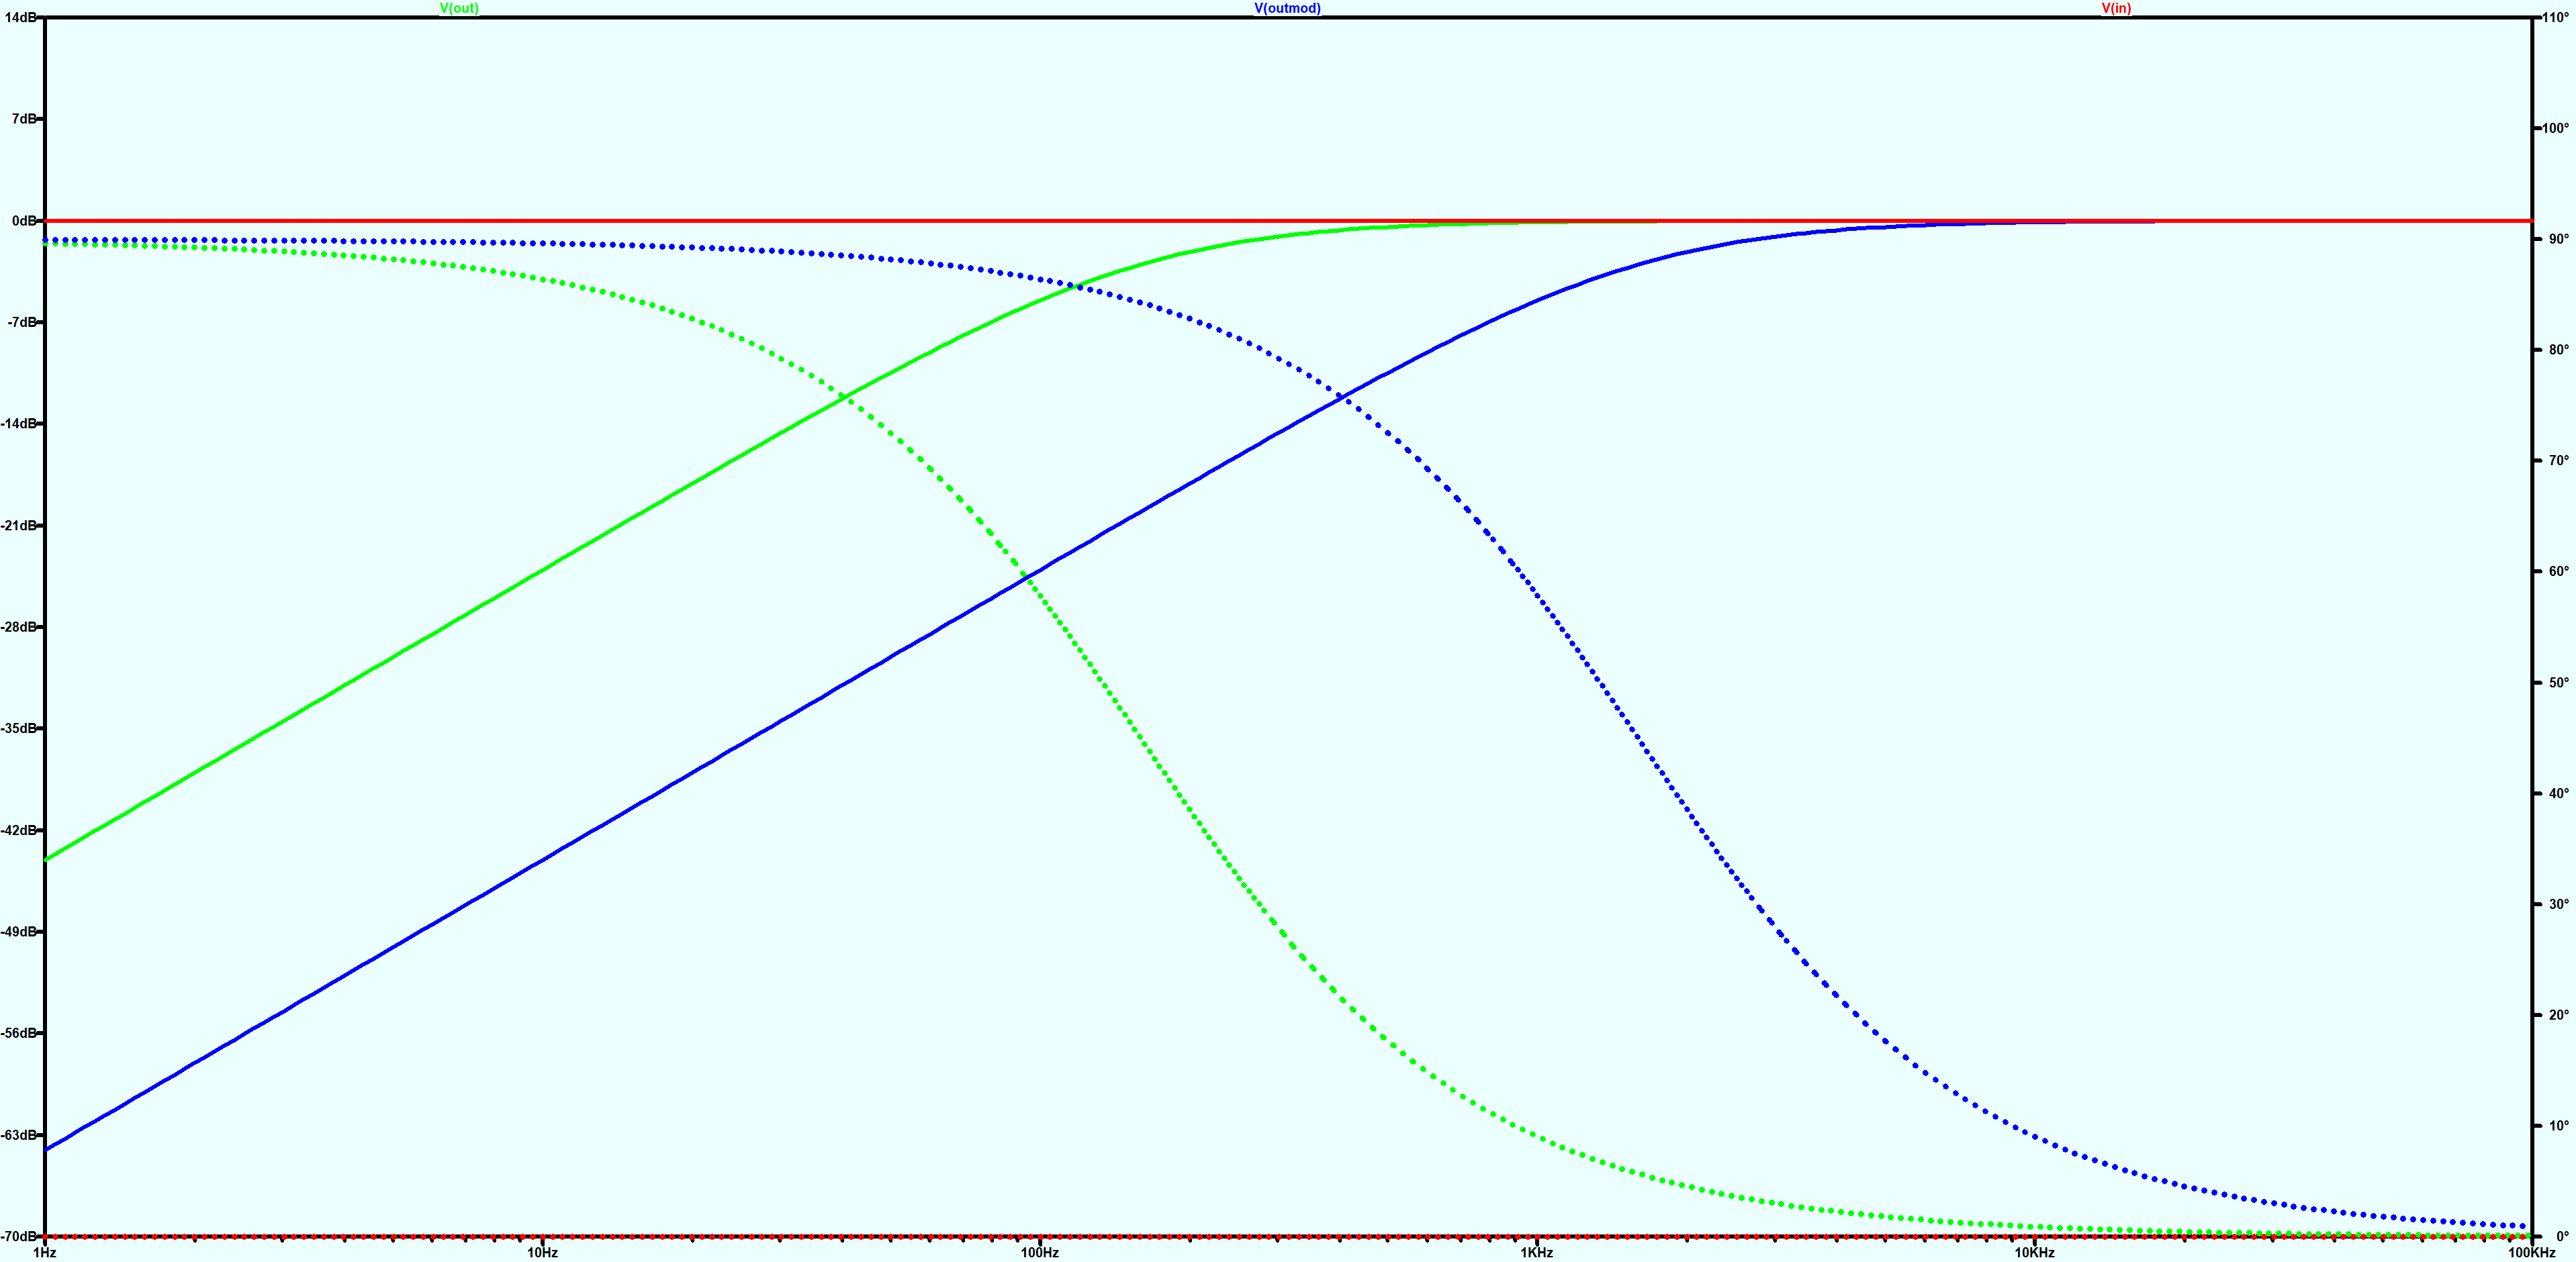 V(out) V(outmod) V(in)
14dB 110°
7dB 100°
0dB
90°
-7dB
80°
-14dB
70°
-21dB
60°
-28dB
50°
-35dB
40°
-42dB
30°
-49dB
20°
-56dB
10°
-63dB
-70dB 0°
1Hz 10Hz 100Hz 1KHz 10KHz 100KHz